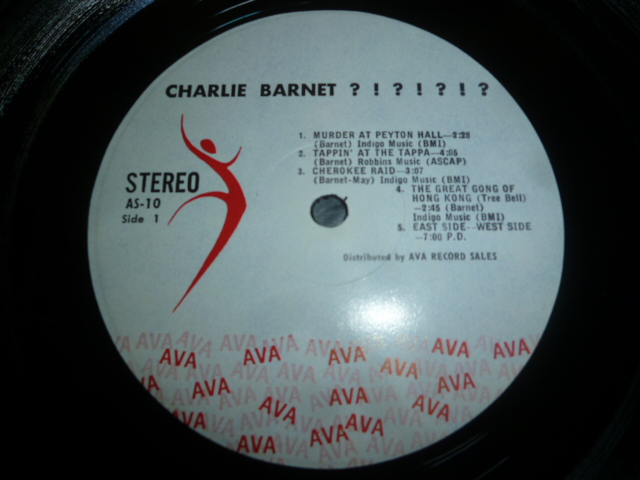 CHARLIE BARNET ? ! ? ! ? ! ?
1. MURDER AT PEYTON HALL—2:28
(Barnet) Indigo Music (BMI)
2. TAPPIN' AT THE TAPPA—4:05
(Barnet) Robbins Music (ASCAP)
3. CHEROKEE RAID—3:07
(Barnet-May) Indigo Music (BMI)
4. THE GREAT GONG OF
HONG KONG (Tree Bell)
—2:45 (Barnet)
Indigo Music (BMI)
5. EAST SIDE--WEST SIDE
—7:00 P.D.
STEREO
AS-10
Side 1
Distributed by AVA RECORD SALES
AVA AVA AVA AVA AVA
AVA AVA AVA AVA AVA
AVA AVA AVA
AVA AVA AVA